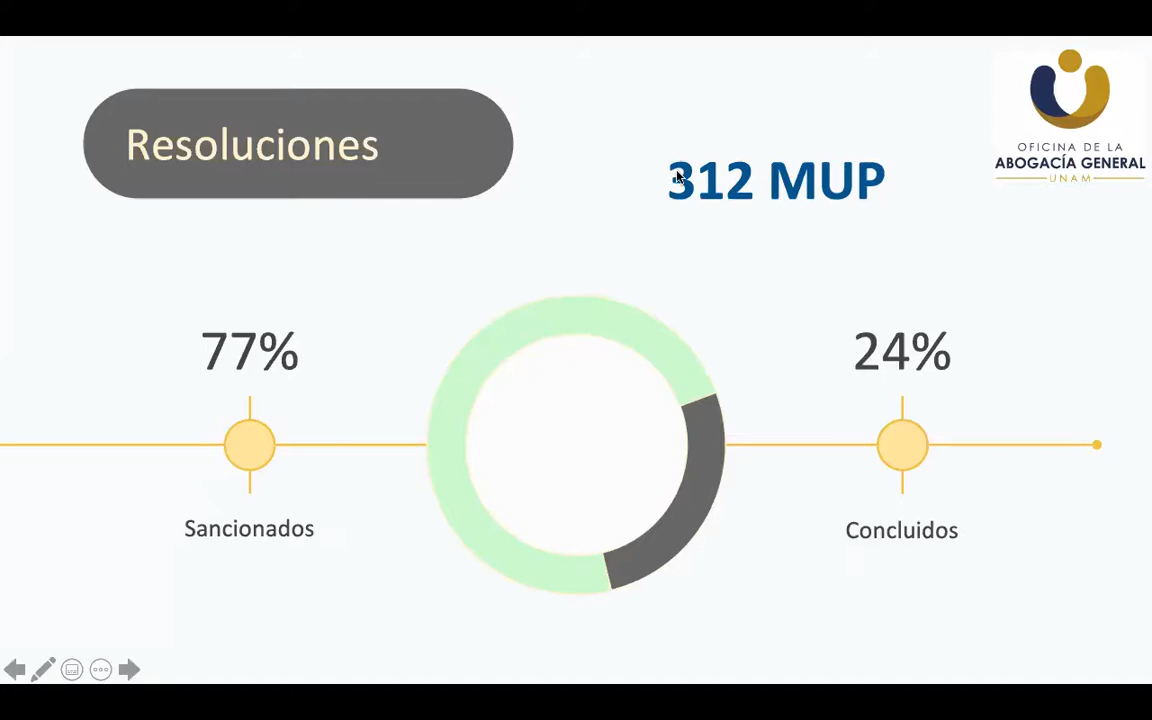 Resoluciones
312 MUP
OFICINA DE LA
ABOGACÍA GENERAL
UNAM
77%
24%
Sancionados
Concluidos